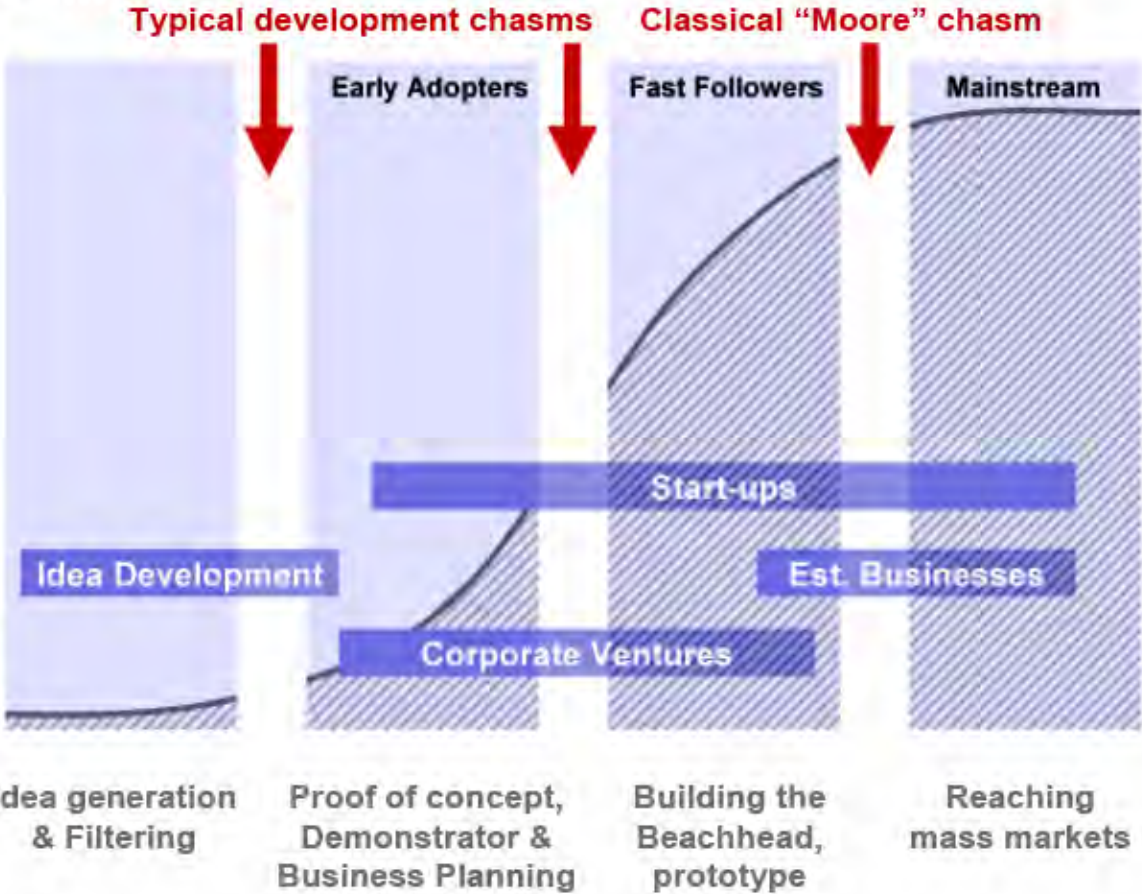 Typical development chasms
Classical “Moore” chasm
Early Adopters
Fast Followers
Mainstream
Start-ups
Idea Development
Est. Businesses
Corporate Ventures
dea generation
& Filtering
Proof of concept,
Demonstrator &
Business Planning
Building the
Beachhead,
prototype
Reaching
mass markets